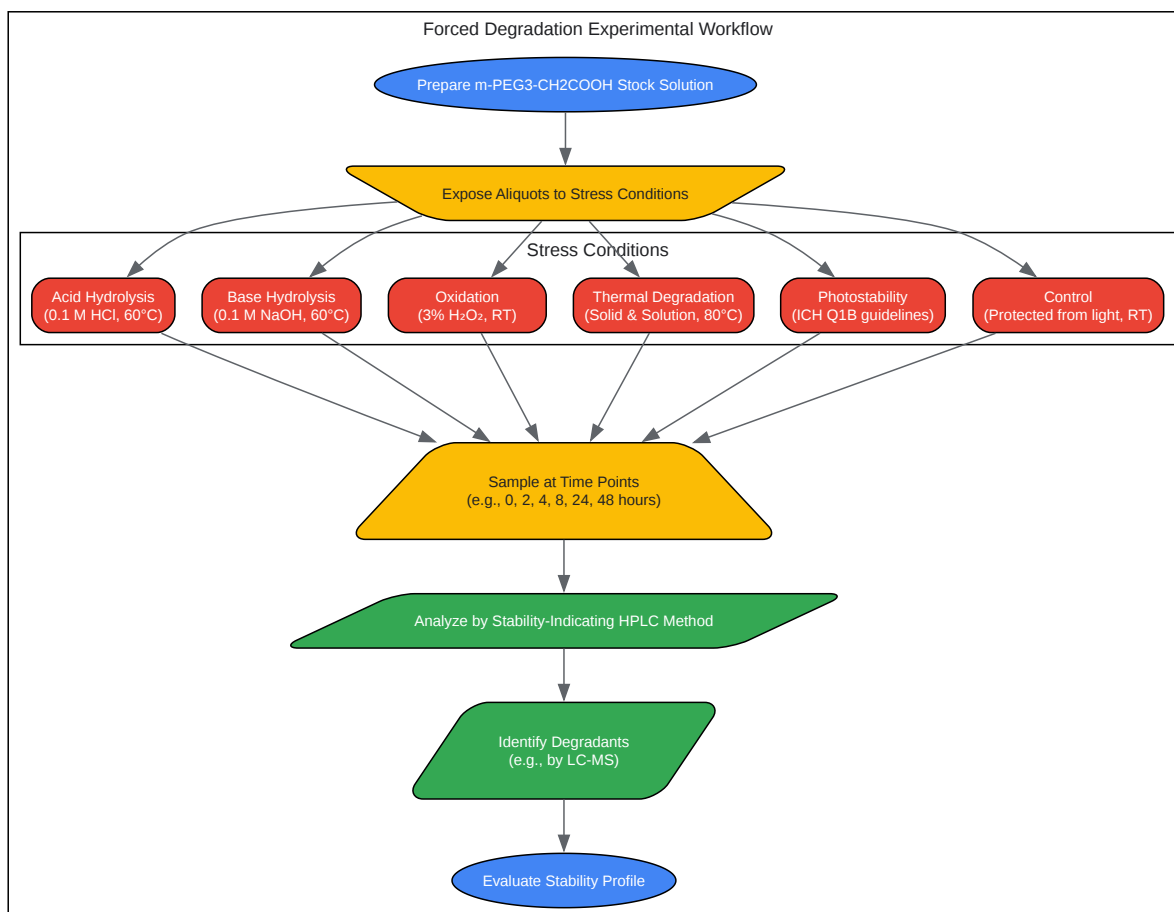 Forced Degradation Experimental Workflow
Prepare m-PEG3-CH2COOH Stock Solution
Expose Aliquots to Stress Conditions
Stress Conditions
Acid Hydrolysis
(0.1 M HCl, 60°C)
Base Hydrolysis
(0.1 M NaOH, 60°C)
Oxidation
(3% H₂O₂, RT)
Thermal Degradation
(Solid & Solution, 80°C)
Photostability
(ICH Q1B guidelines)
Control
(Protected from light, RT)
Sample at Time Points
(e.g., 0, 2, 4, 8, 24, 48 hours)
Analyze by Stability-Indicating HPLC Method
Identify Degradants
(e.g., by LC-MS)
Evaluate Stability Profile